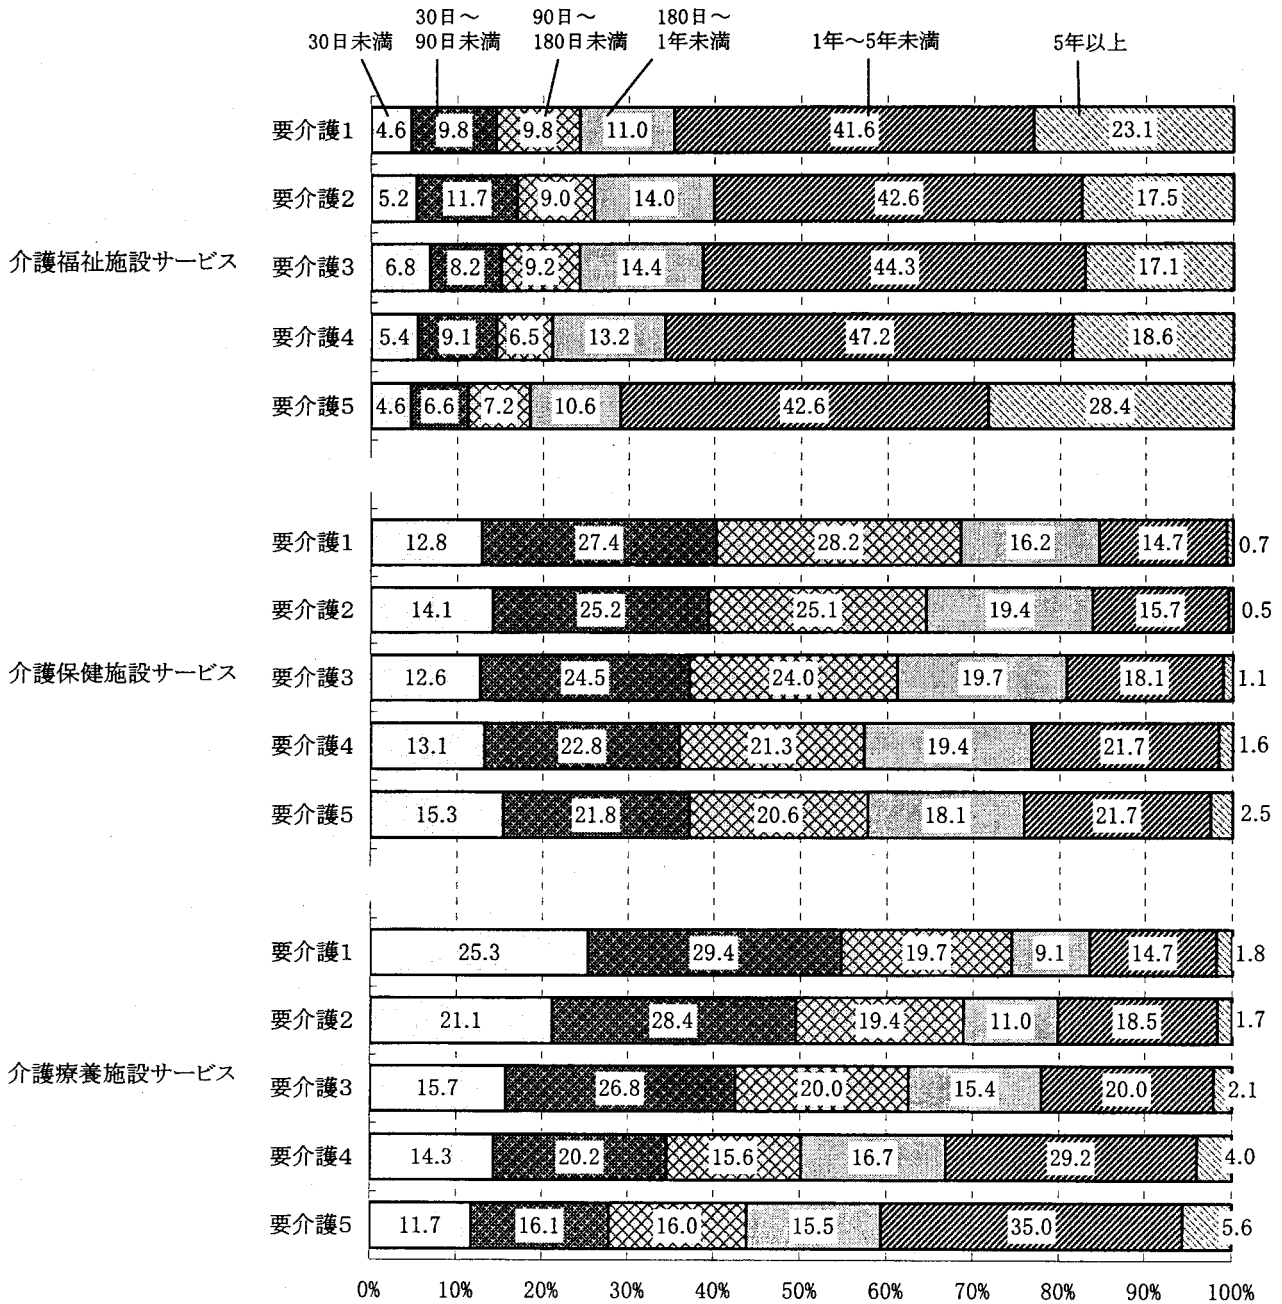 30日未満
30日～
90日未満
90日～
180日未満
180日～
1年未満
1年～5年未満
5年以上
介護福祉施設サービス
要介護1 4.6 9.8 9.8 11.0 41.6 23.1
要介護2 5.2 11.7 9.0 14.0 42.6 17.5
要介護3 6.8 8.2 9.2 14.4 44.3 17.1
要介護4 5.4 9.1 6.5 13.2 47.2 18.6
要介護5 4.6 6.6 7.2 10.6 42.6 28.4
介護保健施設サービス
要介護1 12.8 27.4 28.2 16.2 14.7 0.7
要介護2 14.1 25.2 25.1 19.4 15.7 0.5
要介護3 12.6 24.5 24.0 19.7 18.1 1.1
要介護4 13.1 22.8 21.3 19.4 21.7 1.6
要介護5 15.3 21.8 20.6 18.1 21.7 2.5
介護療養施設サービス
要介護1 25.3 29.4 19.7 9.1 14.7 1.8
要介護2 21.1 28.4 19.4 11.0 18.5 1.7
要介護3 15.7 26.8 20.0 15.4 20.0 2.1
要介護4 14.3 20.2 15.6 16.7 29.2 4.0
要介護5 11.7 16.1 16.0 15.5 35.0 5.6
0% 10% 20% 30% 40% 50% 60% 70% 80% 90% 100%